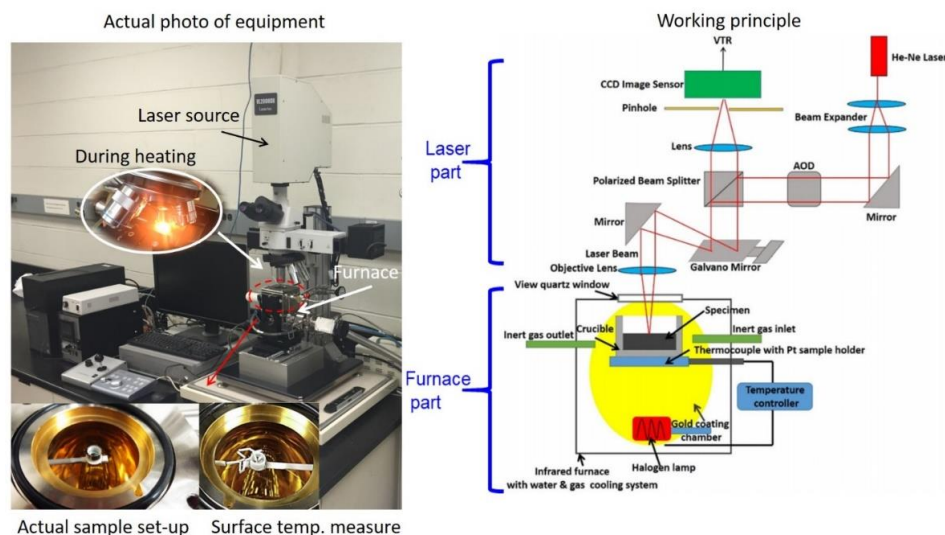 Actual photo of equipment
Working principle
Laser source
During heating
Furnace
Actual sample set-up
Surface temp. measure
Laser
part
Furnace
part
VTR
He-Ne Laser
CCD Image Sensor
Pinhole
Beam Expander
Lens
AOD
Polarized Beam Splitter
Mirror
Mirror
Laser Beam
Galvano Mirror
Objective Lens
View quartz window
Specimen
Inert gas outlet
Crucible
Inert gas inlet
Thermocouple with Pt sample holder
Temperature
controller
Gold coating
chamber
Halogen lamp
Infrared furnace
with water & gas cooling system